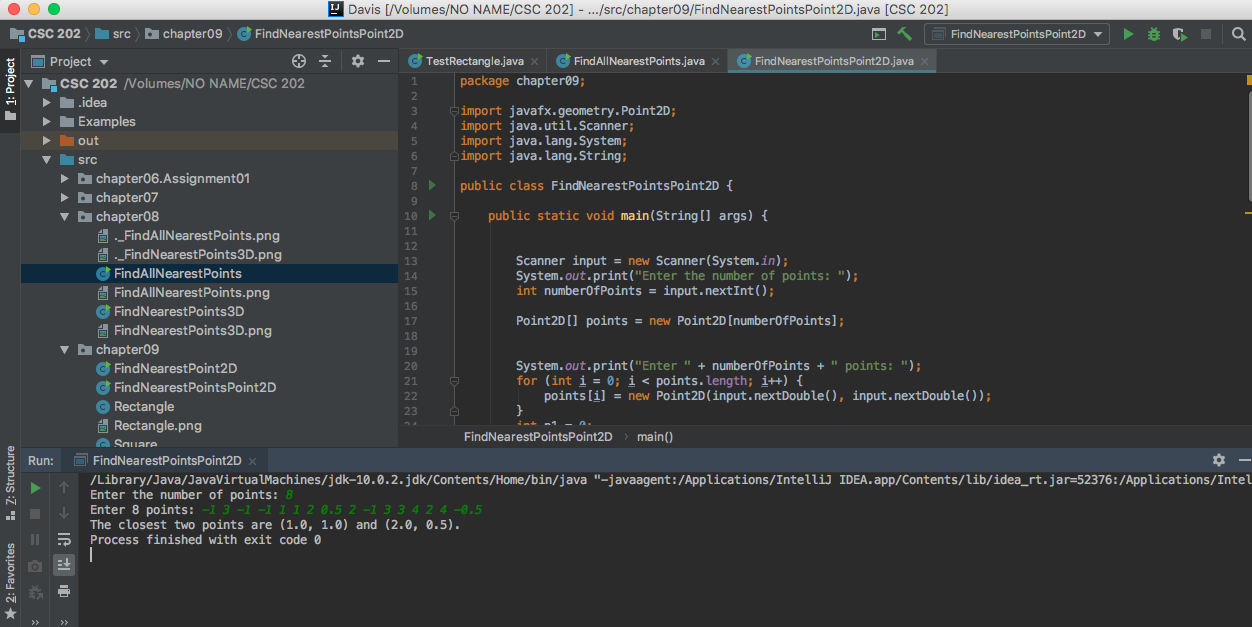 Davis [/Volumes/NO NAME/CSC 202] - .../src/chapter09/FindNearestPointsPoint2D.java [CSC 202]
CSC 202 src chapter09 FindNearestPointsPoint2D
FindNearestPointsPoint2D
1: Project
Project
TestRectangle.java
FindAllNearestPoints.java
FindNearestPointsPoint2D.java
CSC 202 /Volumes/NO NAME/CSC 202
.idea
Examples
out
src
chapter06.Assignment01
chapter07
chapter08
._FindAllNearestPoints.png
._FindNearestPoints3D.png
FindAllNearestPoints
FindAllNearestPoints.png
FindNearestPoints3D
FindNearestPoints3D.png
chapter09
FindNearestPoint2D
FindNearestPointsPoint2D
Rectangle
Rectangle.png
Square
1 package chapter09;
2
3 import javafx.geometry.Point2D;
4 import java.util.Scanner;
5 import java.lang.System;
6 import java.lang.String;
7
8 public class FindNearestPointsPoint2D {
9
10 public static void main(String[] args) {
11
12
13 Scanner input = new Scanner(System.in);
14 System.out.print("Enter the number of points: ");
15 int numberOfPoints = input.nextInt();
16
17 Point2D[] points = new Point2D[numberOfPoints];
18
19
20 System.out.print("Enter " + numberOfPoints + " points: ");
21 for (int i = 0; i < points.length; i++) {
22 points[i] = new Point2D(input.nextDouble(), input.nextDouble());
23 }
24 int p1 = 0;
FindNearestPointsPoint2D main()
Z: Structure
2: Favorites
Run: FindNearestPointsPoint2D
/Library/Java/JavaVirtualMachines/jdk-10.0.2.jdk/Contents/Home/bin/java "-javaagent:/Applications/IntelliJ IDEA.app/Contents/lib/idea_rt.jar=52376:/Applications/Intel
Enter the number of points: 8
Enter 8 points: -1 3 -1 -1 1 1 2 0.5 2 -1 3 3 4 2 4 -0.5
The closest two points are (1.0, 1.0) and (2.0, 0.5).
Process finished with exit code 0